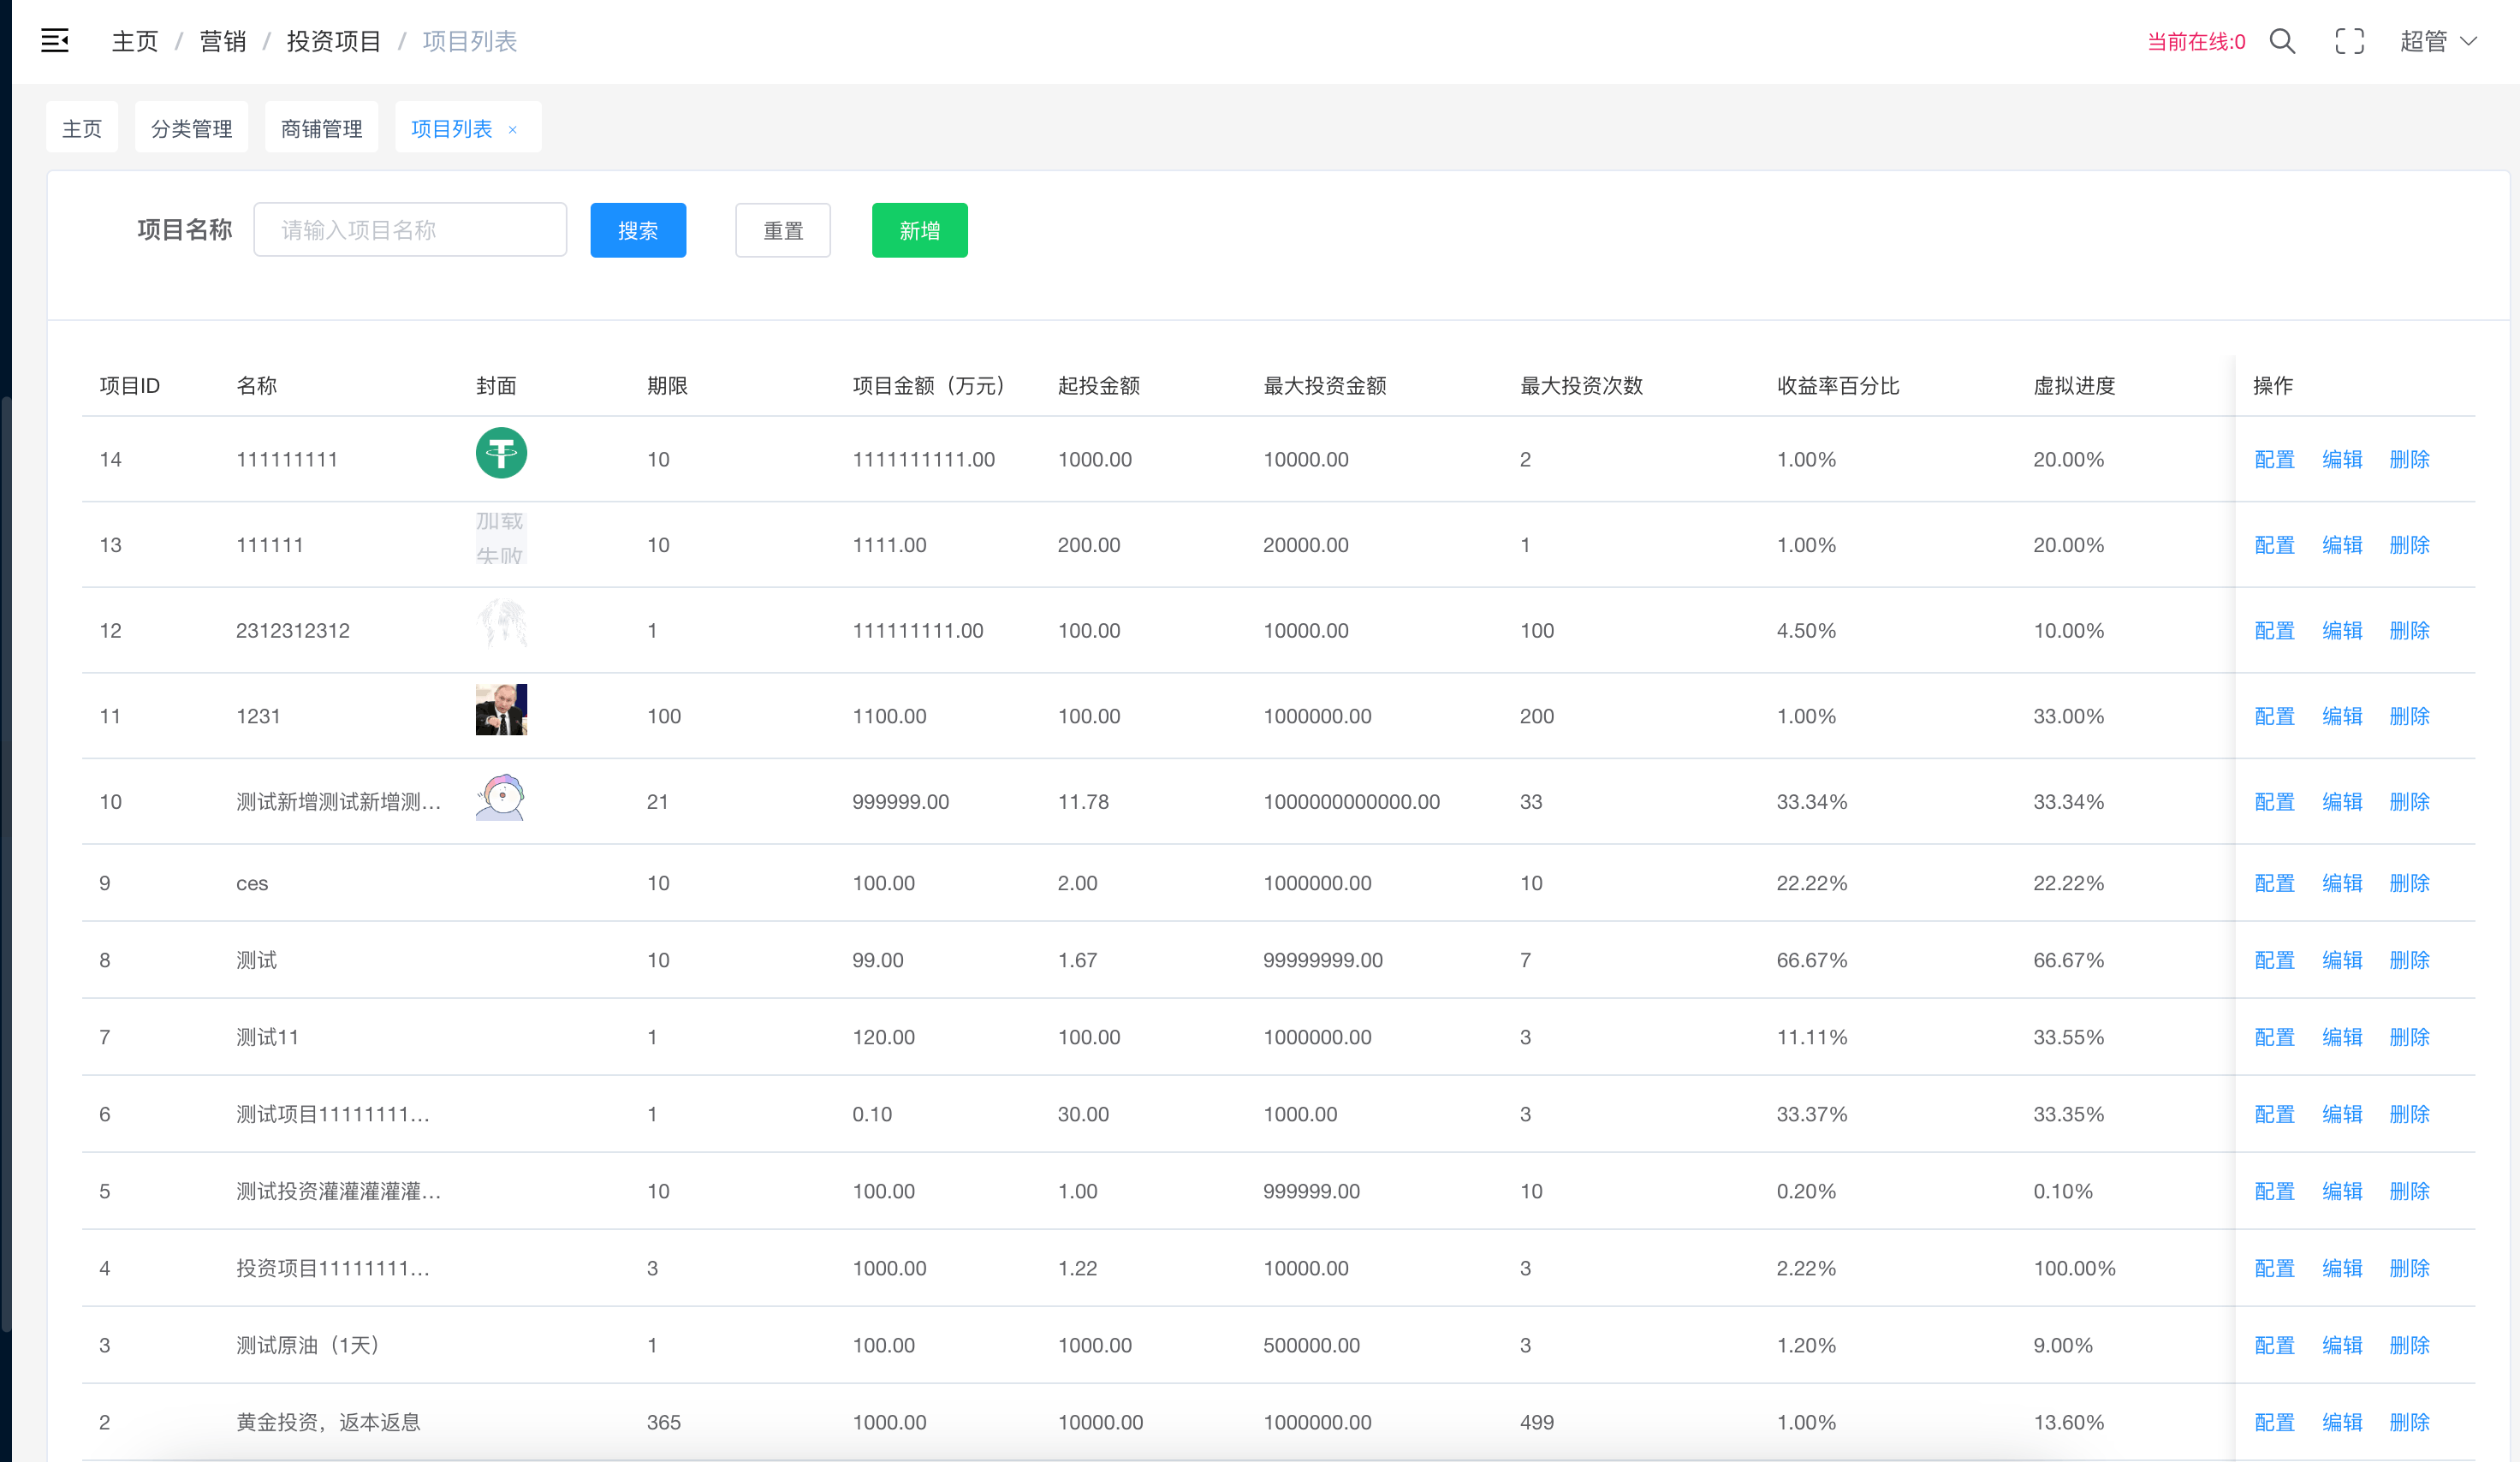 主页 / 营销 / 投资项目 / 项目列表 当前在线:0 超管
主页 分类管理 商铺管理 项目列表 ×
项目名称 请输入项目名称 搜索 重置 新增
项目ID 名称 封面 期限 项目金额（万元） 起投金额 最大投资金额 最大投资次数 收益率百分比 虚拟进度 操作
14 111111111 10 1111111111.00 1000.00 10000.00 2 1.00% 20.00% 配置 编辑 删除
13 111111 加载失败 10 1111.00 200.00 20000.00 1 1.00% 20.00% 配置 编辑 删除
12 2312312312 1 111111111.00 100.00 10000.00 100 4.50% 10.00% 配置 编辑 删除
11 1231 100 1100.00 100.00 1000000.00 200 1.00% 33.00% 配置 编辑 删除
10 测试新增测试新增测... 21 999999.00 11.78 1000000000000.00 33 33.34% 33.34% 配置 编辑 删除
9 ces 10 100.00 2.00 1000000.00 10 22.22% 22.22% 配置 编辑 删除
8 测试 10 99.00 1.67 99999999.00 7 66.67% 66.67% 配置 编辑 删除
7 测试11 1 120.00 100.00 1000000.00 3 11.11% 33.55% 配置 编辑 删除
6 测试项目11111111... 1 0.10 30.00 1000.00 3 33.37% 33.35% 配置 编辑 删除
5 测试投资灌灌灌灌灌... 10 100.00 1.00 999999.00 10 0.20% 0.10% 配置 编辑 删除
4 投资项目11111111... 3 1000.00 1.22 10000.00 3 2.22% 100.00% 配置 编辑 删除
3 测试原油（1天） 1 100.00 1000.00 500000.00 3 1.20% 9.00% 配置 编辑 删除
2 黄金投资，返本返息 365 1000.00 10000.00 1000000.00 499 1.00% 13.60% 配置 编辑 删除